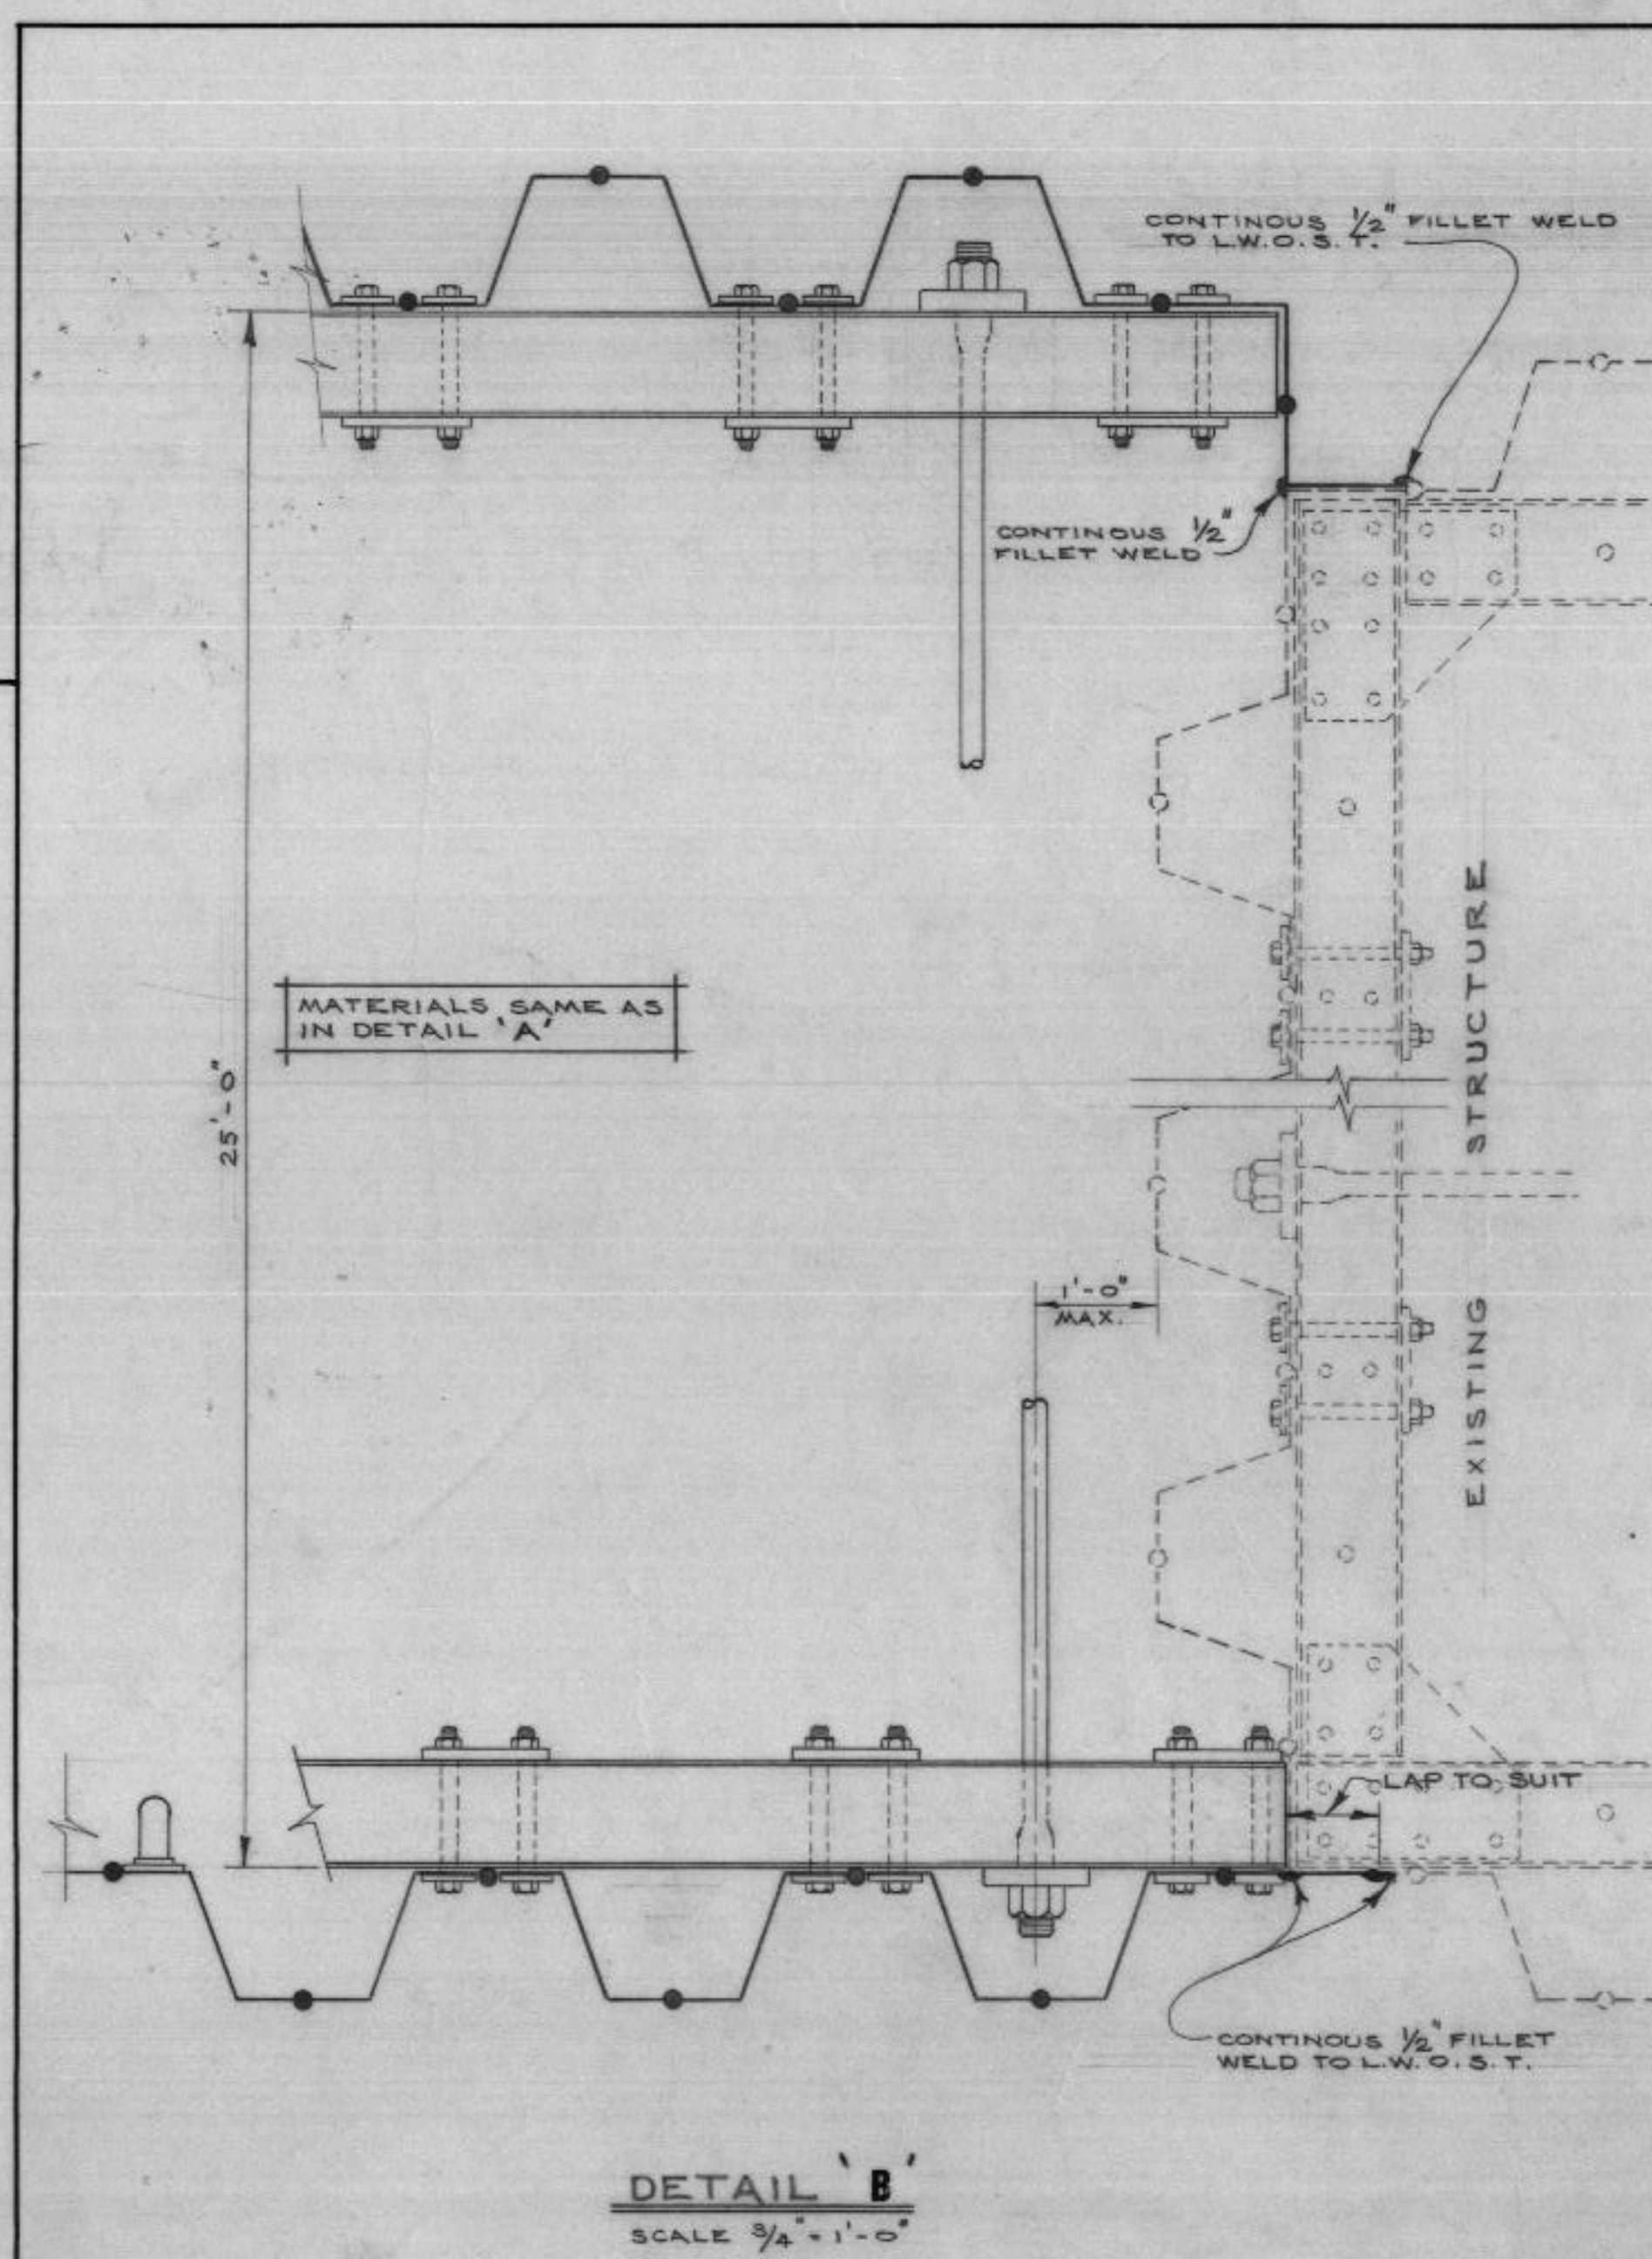 CONTINOUS 1/2" FILLET WELD
TO L.W.O.S.T.
CONTINOUS 1/2"
FILLET WELD
MATERIALS SAME AS
IN DETAIL 'A'
25'-0"
STRUCTURE
EXISTING
1'-0"
MAX.
LAP TO SUIT
CONTINOUS 1/2" FILLET
WELD TO L.W.O.S.T.
DETAIL 'B'
SCALE 3/4" = 1'-0"